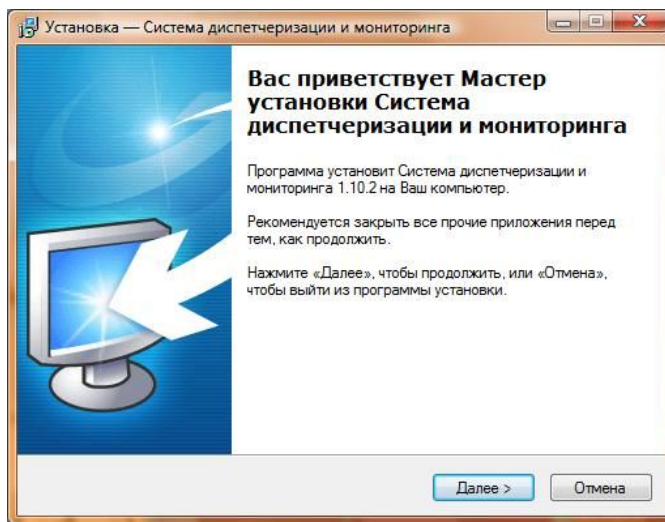 Установка — Система диспетчеризации и мониторинга
Вас приветствует Мастер
установки Система
диспетчеризации и мониторинга
Программа установит Система диспетчеризации и
мониторинга 1.10.2 на Ваш компьютер.
Рекомендуется закрыть все прочие приложения перед
тем, как продолжить.
Нажмите «Далее», чтобы продолжить, или «Отмена»,
чтобы выйти из программы установки.
Далее >
Отмена